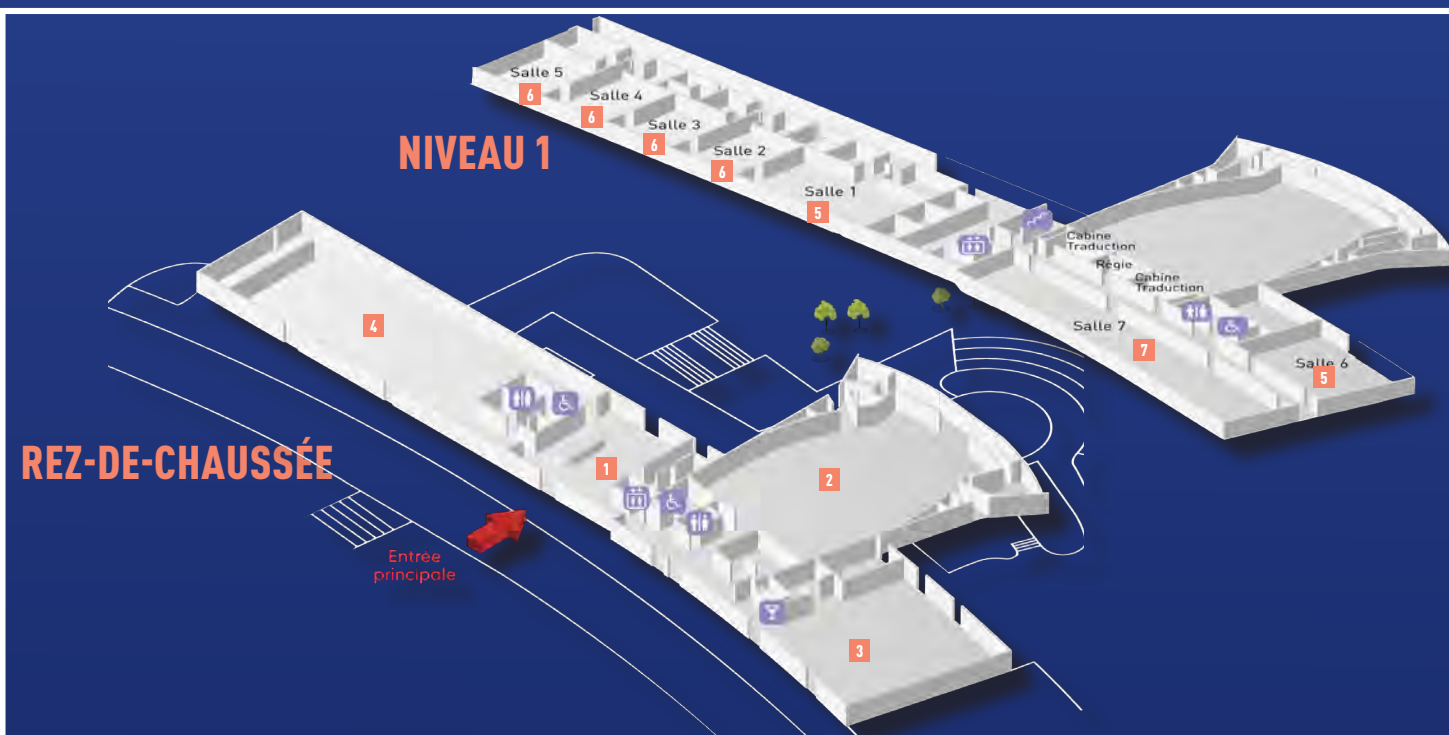 NIVEAU 1
Salle 5
6
Salle 4
6
Salle 3
6
Salle 2
6
Salle 1
5
Cabine
Traduction
Régie
Cabine
Traduction
Salle 7
7
Salle 6
5
REZ-DE-CHAUSSÉE
4
1
2
3
Entrée
principale